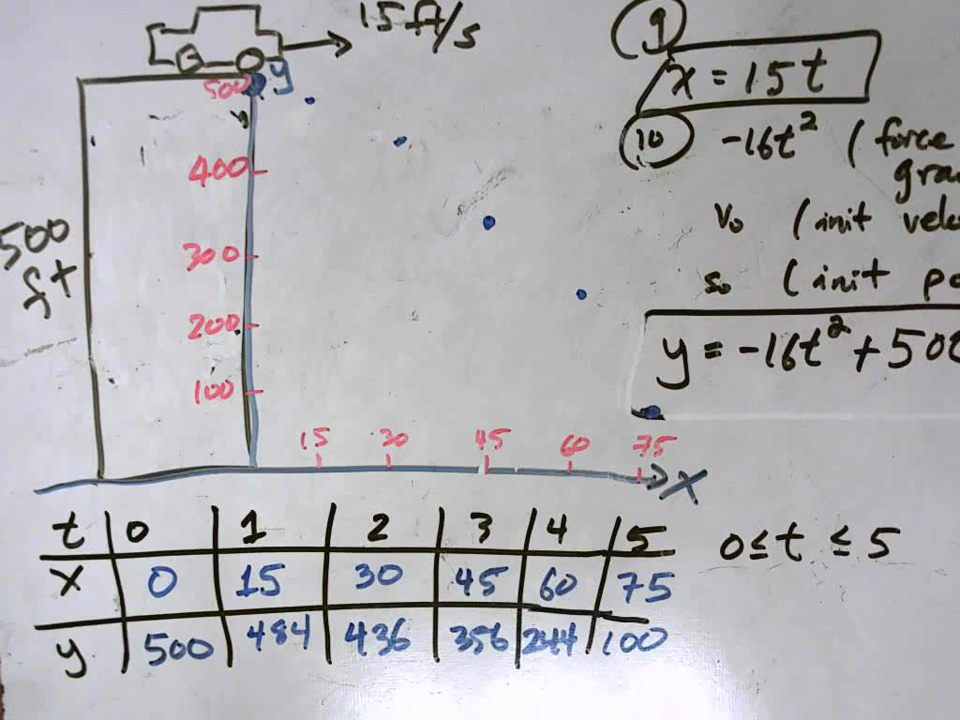 15 ft/s
9
x = 15t
500 y
10 -16t² (force
400
500
ft
v₀ (init
300
s₀ (init
200
y = -16t² +
100
15 30 45 60 75
x
t 0 1 2 3 4 5 0 ≤ t ≤ 5
x 0 15 30 45 60 75
y 500 484 436 356 244 100